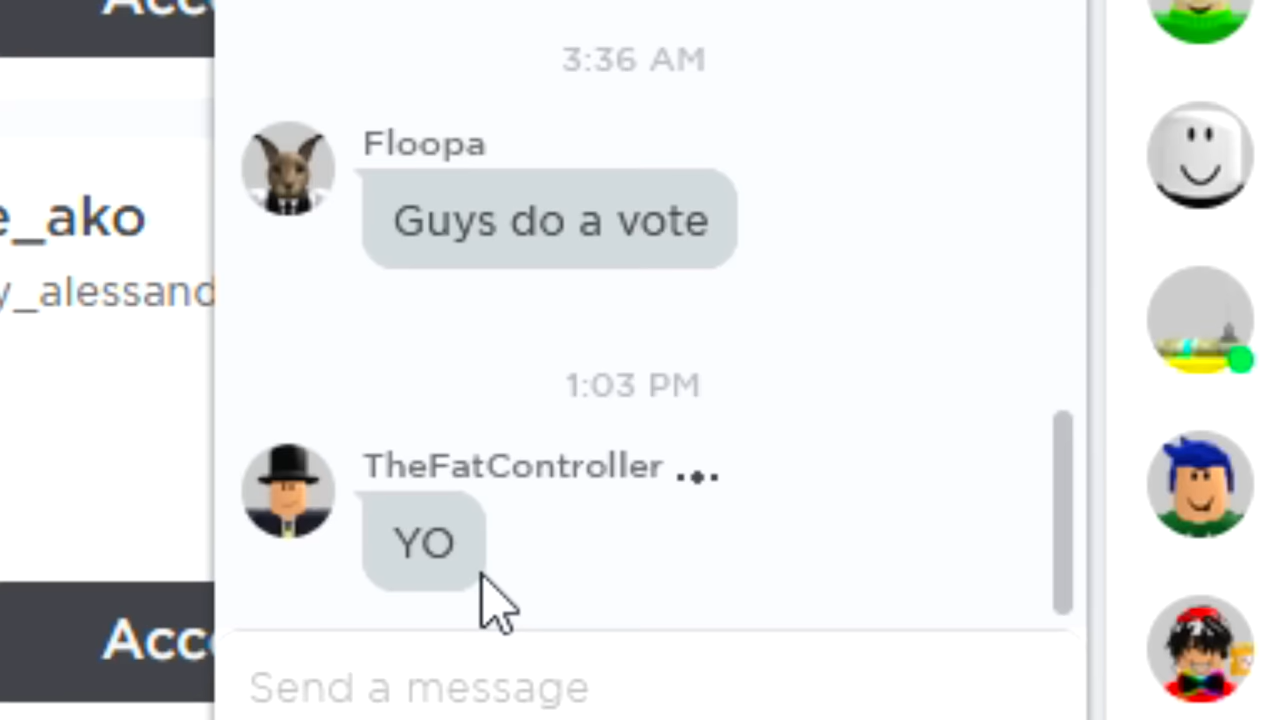 Acc
3:36 AM
Floopa
Guys do a vote
e_ako
y_alessand
1:03 PM
TheFatController ...
YO
Acc
Send a message